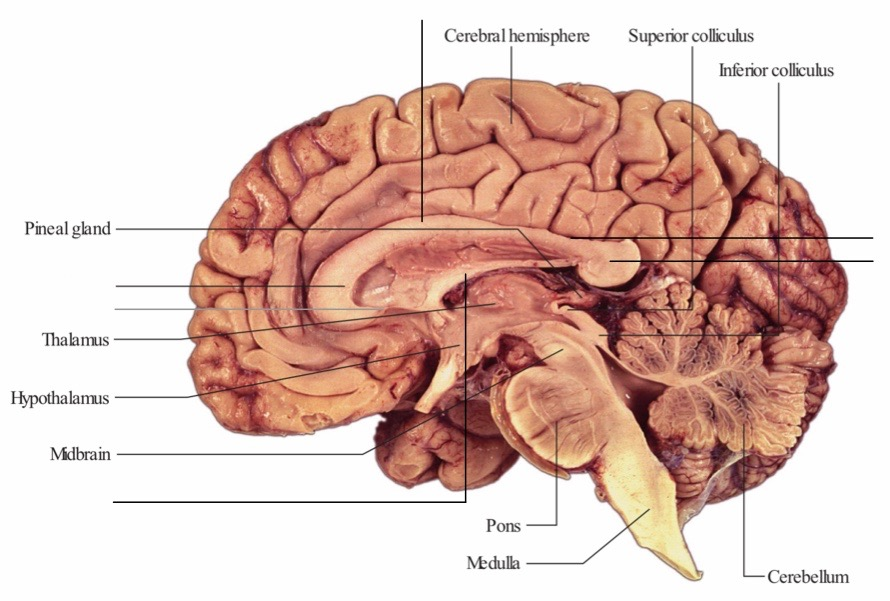 Cerebral hemisphere
Superior colliculus
Inferior colliculus
Pineal gland
Thalamus
Hypothalamus
Midbrain
Pons
Medulla
Cerebellum